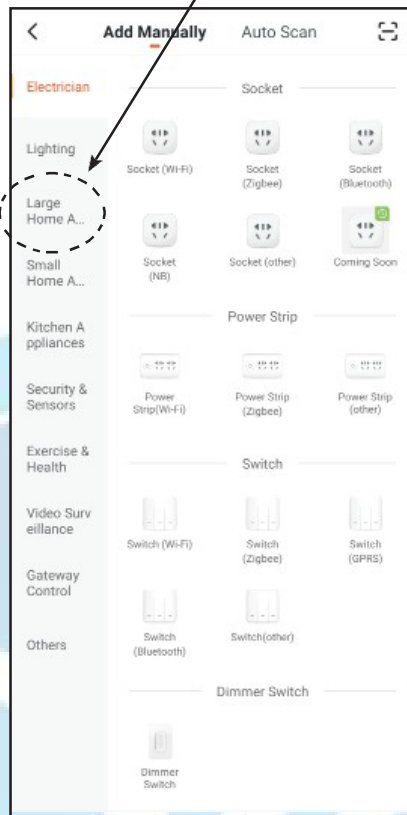 Add Manually Auto Scan
Electrician
Lighting
Large
Home A...
Small
Home A...
Kitchen A
ppliances
Security &
Sensors
Exercise &
Health
Video Surv
eillance
Gateway
Control
Others
Socket
Socket (Wi-Fi)
Socket
(Zigbee)
Socket
(Bluetooth)
Socket
(NB)
Socket (other)
Coming Soon
Power Strip
Power
Strip(Wi-Fi)
Power Strip
(Zigbee)
Power Strip
(other)
Switch
Switch (Wi-Fi)
Switch
(Zigbee)
Switch
(GPRS)
Switch
(Bluetooth)
Switch(other)
Dimmer Switch
Dimmer
Switch